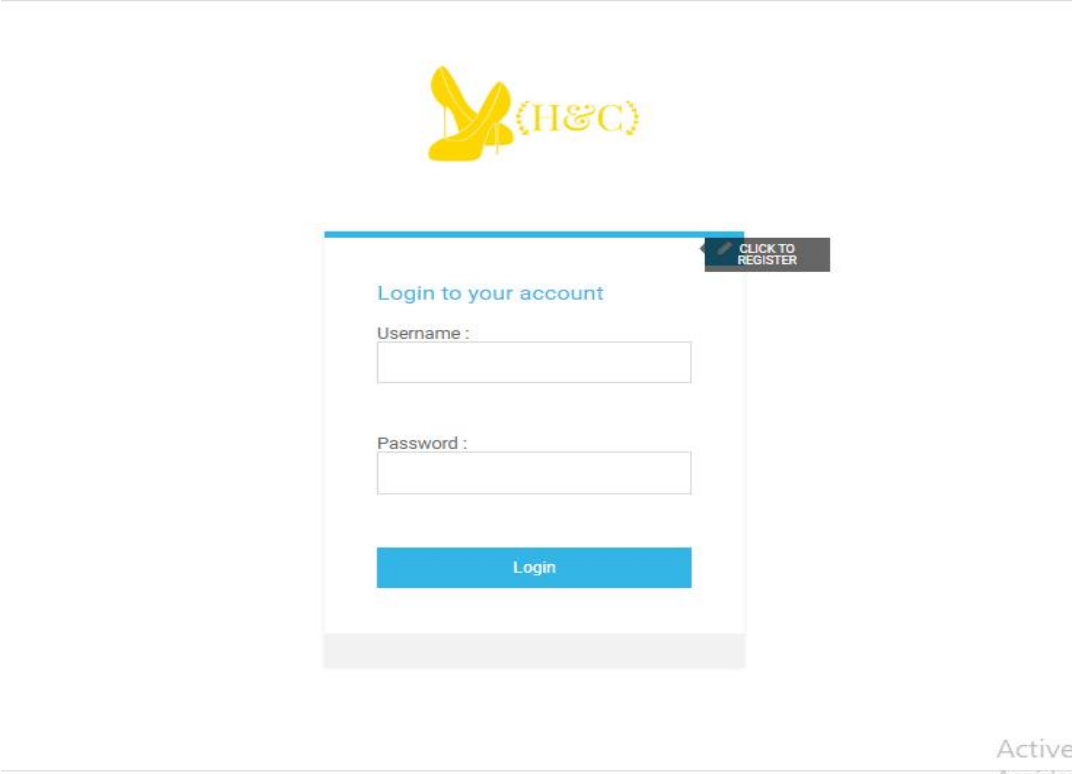 (H&C)
CLICK TO
REGISTER
Login to your account
Username :
Password :
Login
Active